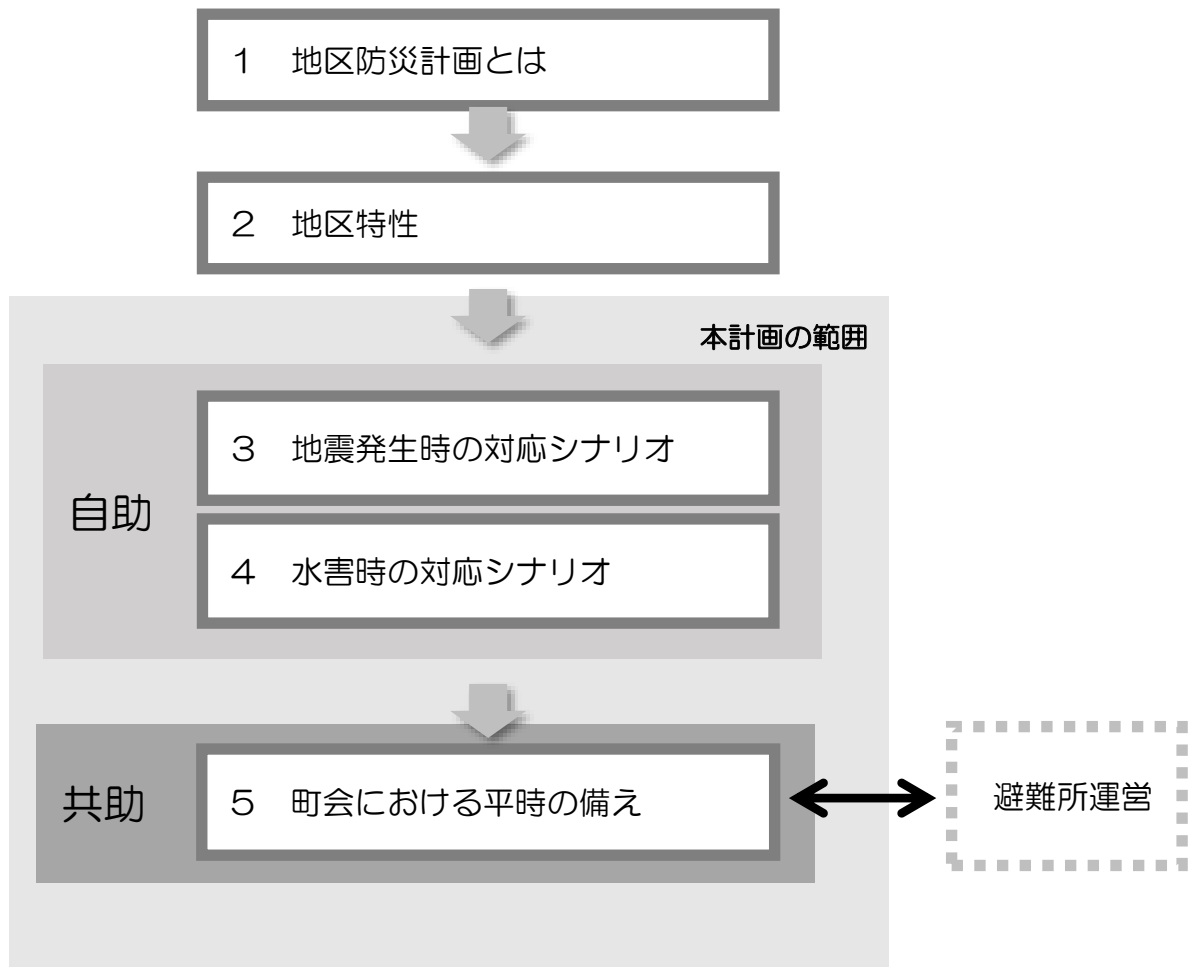 １　地区防災計画とは
２　地区特性
本計画の範囲
自助
３　地震発生時の対応シナリオ
４　水害時の対応シナリオ
共助
５　町会における平時の備え
避難所運営